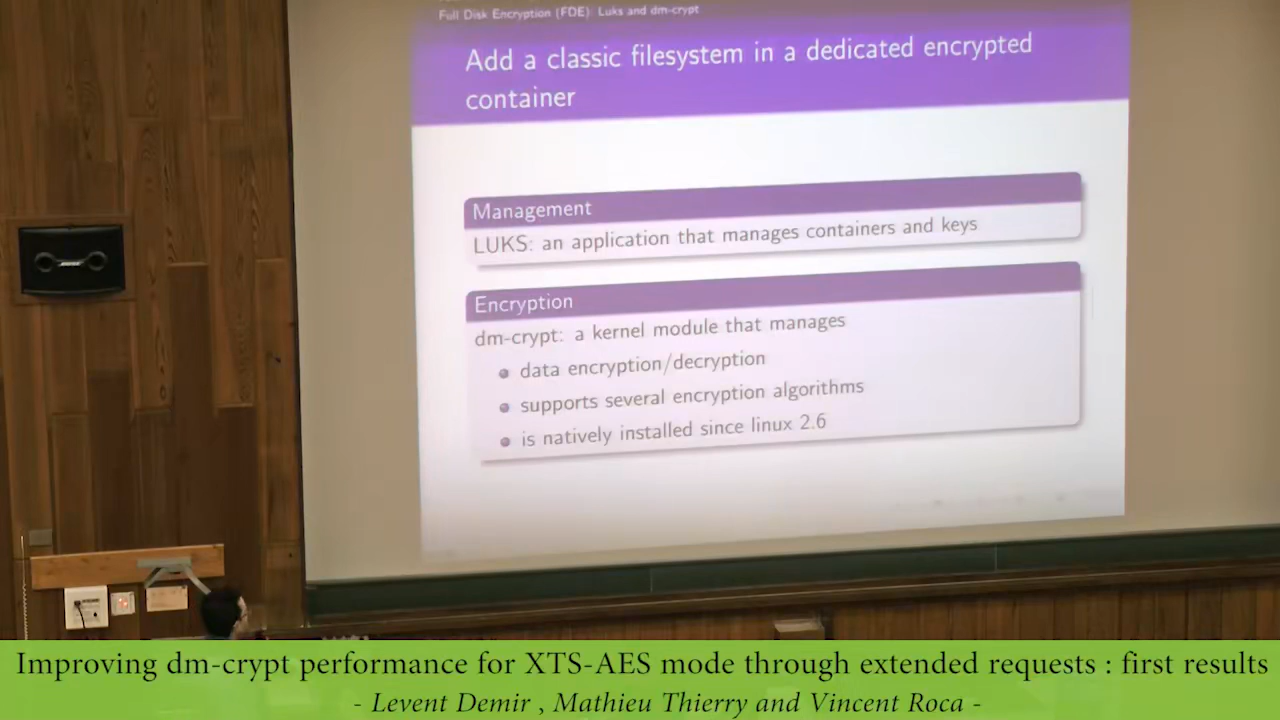 Full Disk Encryption (FDE): Luks and dm-crypt
Add a classic filesystem in a dedicated encrypted
container
Management
LUKS: an application that manages containers and keys
Encryption
dm-crypt: a kernel module that manages
data encryption/decryption
supports several encryption algorithms
is natively installed since linux 2.6
BOSE
Improving dm-crypt performance for XTS-AES mode through extended requests : first results
- Levent Demir , Mathieu Thierry and Vincent Roca -